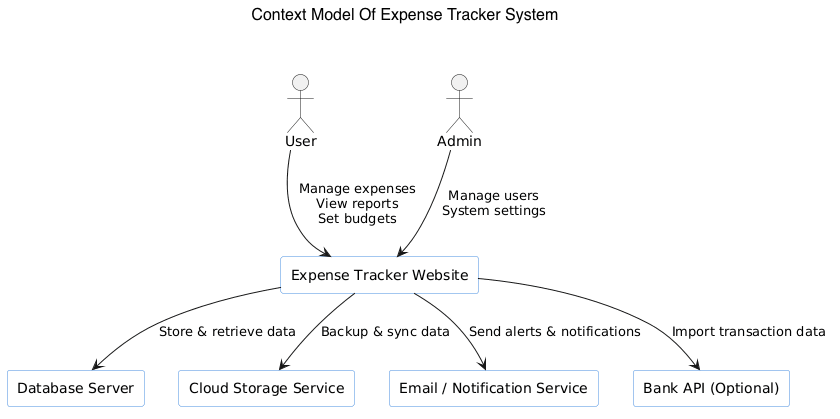 Context Model Of Expense Tracker System
User
Admin
Manage expenses
View reports
Set budgets
Manage users
System settings
Expense Tracker Website
Store & retrieve data
Backup & sync data
Send alerts & notifications
Import transaction data
Database Server
Cloud Storage Service
Email / Notification Service
Bank API (Optional)